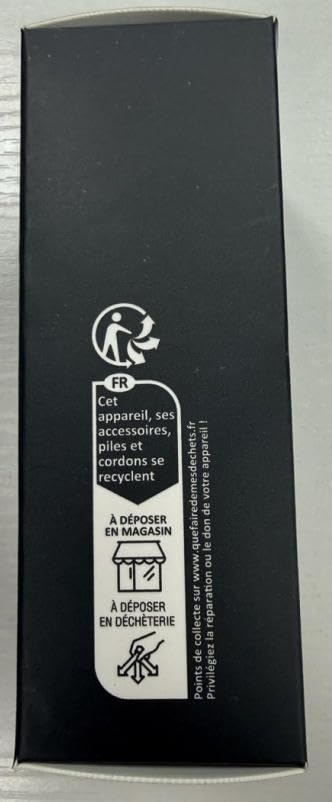 FR
Cet
appareil, ses
accessoires,
piles et
cordons se
recyclent
À DÉPOSER
EN MAGASIN
À DÉPOSER
EN DÉCHÈTERIE
Points de collecte sur www.quefairedemesdechets.fr
Privilégiez la réparation ou le don de votre appareil !